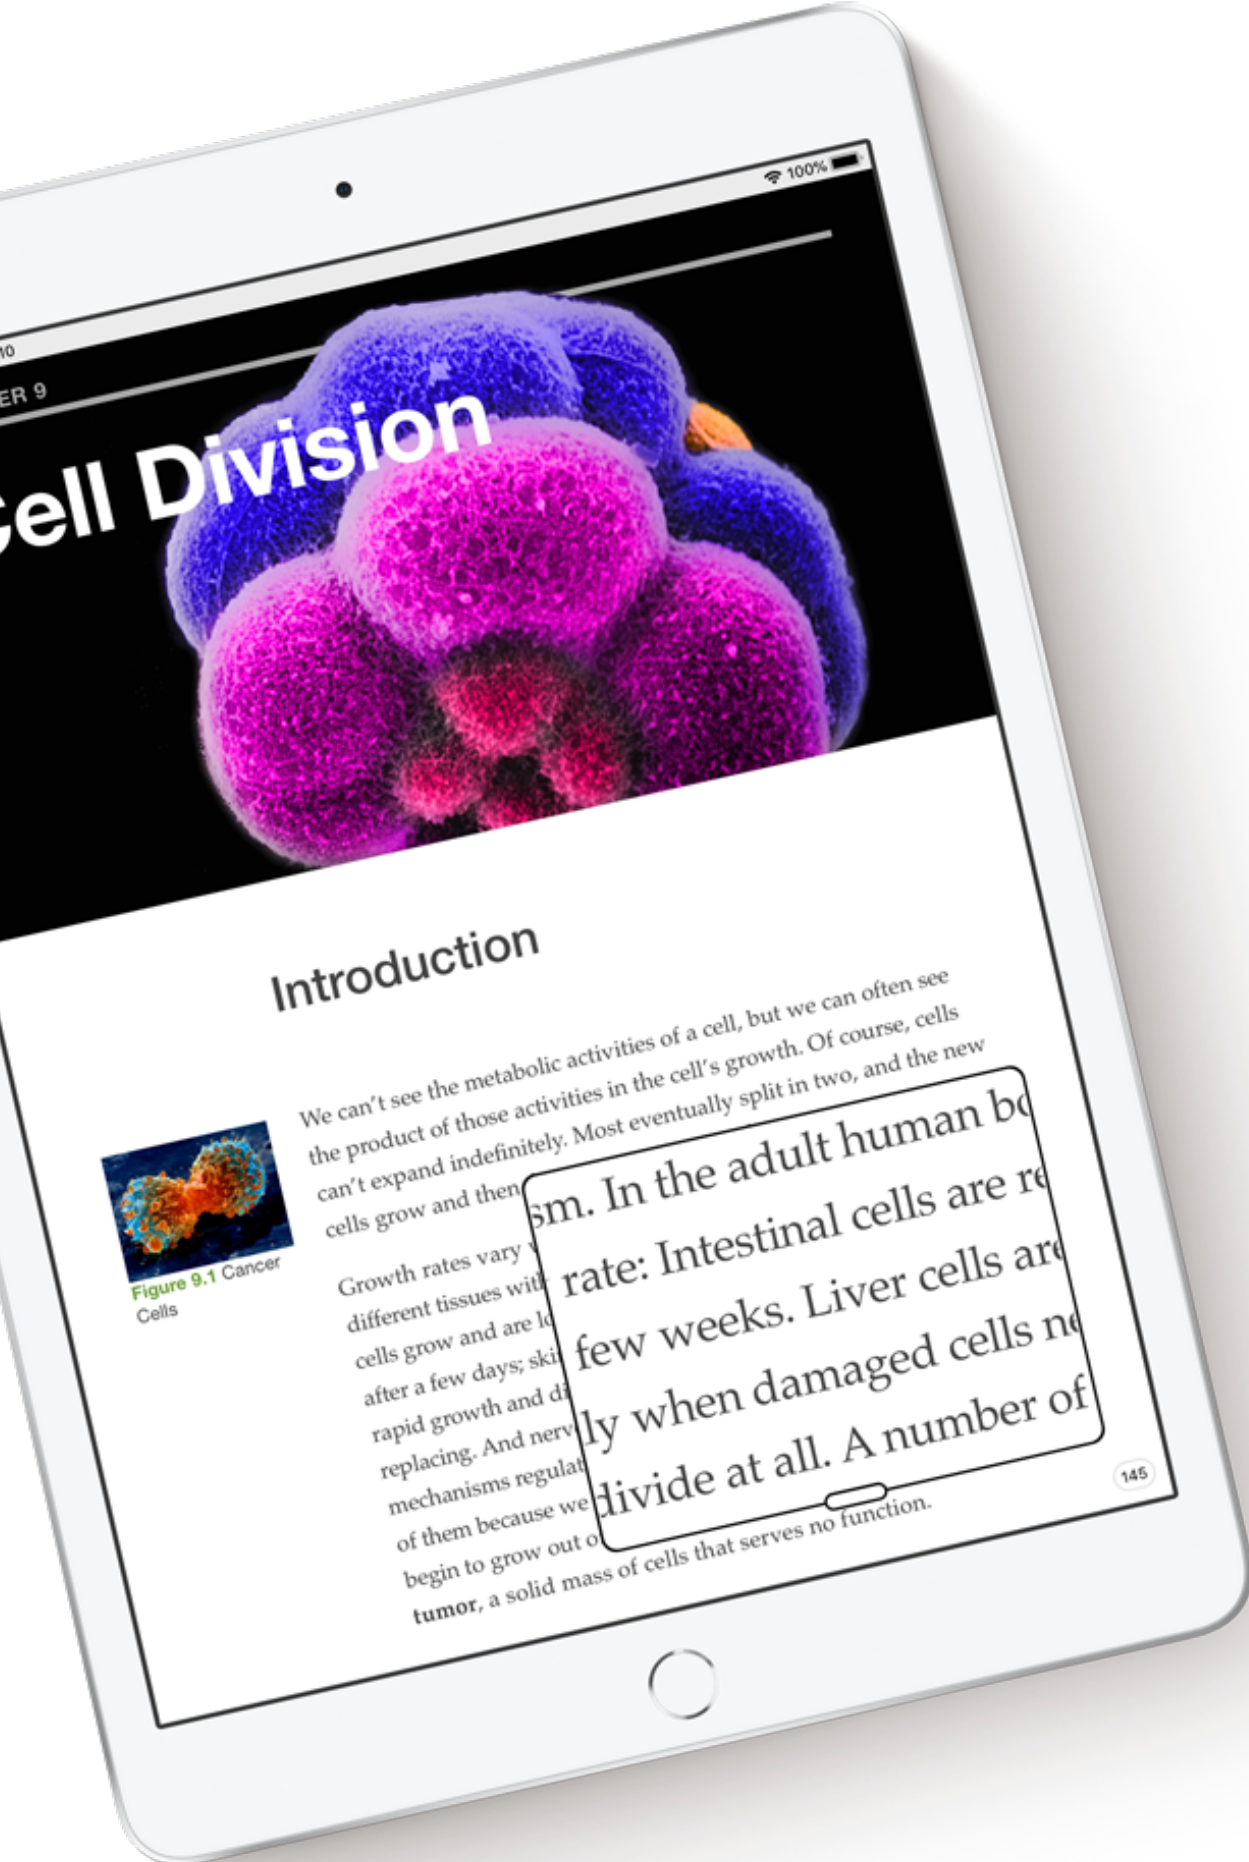 100%
10
ER 9
Cell Division
Introduction
We can't see the metabolic activities of a cell, but we can often see
the product of those activities in the cell's growth. Of course, cells
can't expand indefinitely. Most eventually split in two, and the new
cells grow and then
Figure 9.1 Cancer
Cells
Growth rates vary
different tissues with
cells grow and are lo
after a few days; skin
rapid growth and di
replacing. And nerv
mechanisms regulat
of them because we
begin to grow out o
tumor, a solid mass of cells that serves no function.
sm. In the adult human bo
rate: Intestinal cells are re
few weeks. Liver cells are
ly when damaged cells ne
divide at all. A number of
145